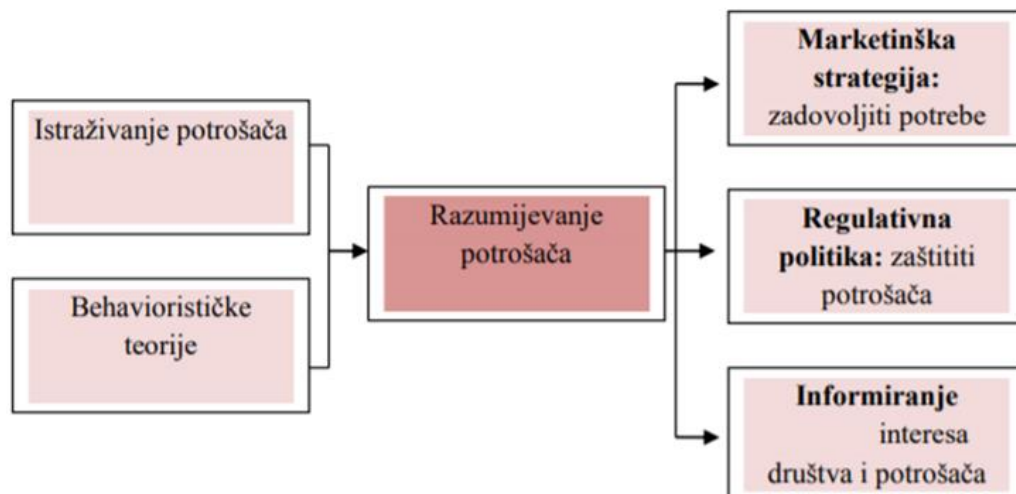 Istraživanje potrošača
Behaviorističke
teorije
Razumijevanje
potrošača
Marketinška
strategija:
zadovoljiti potrebe
Regulativna
politika: zaštititi
potrošača
Informiranje
interesa
društva i potrošača